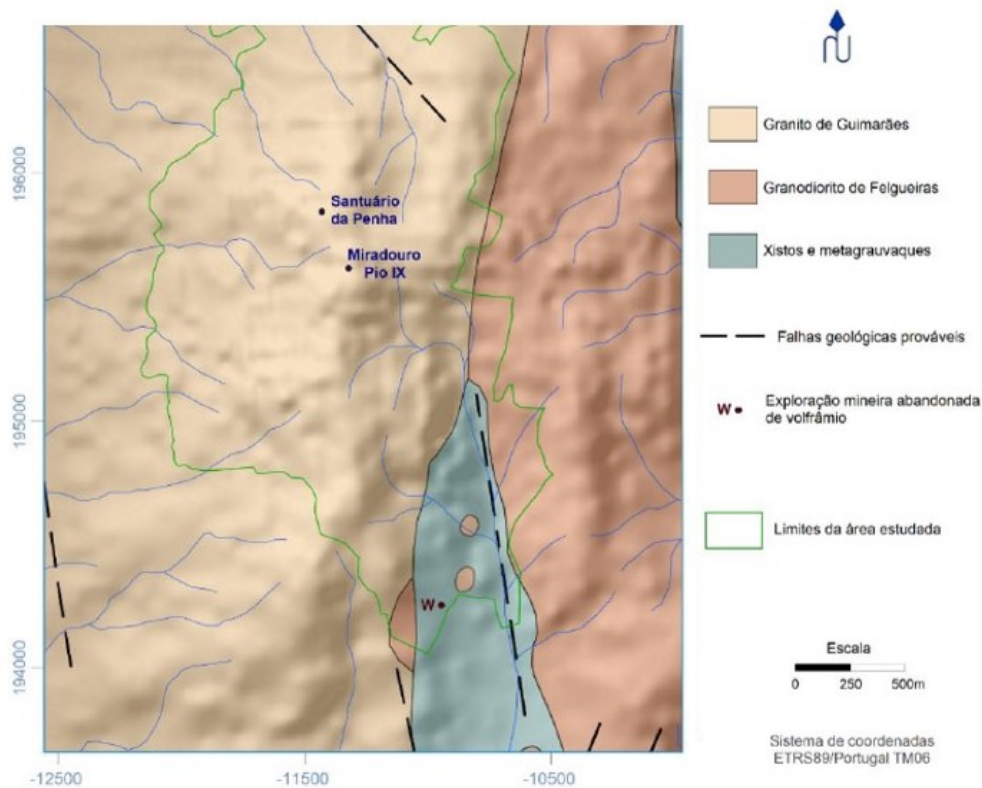 Granito de Guimarães
Granodiorito de Felgueiras
Xistos e metagrauvaques
Falhas geológicas prováveis
W
Exploração mineira abandonada
de volfrâmio
Limites da área estudada
Escala
0 250 500m
Sistema de coordenadas
ETRS89/Portugal TM06
Santuário
da Penha
Miradouro
Pio IX
W
196000
195000
194000
-12500 -11500 -10500